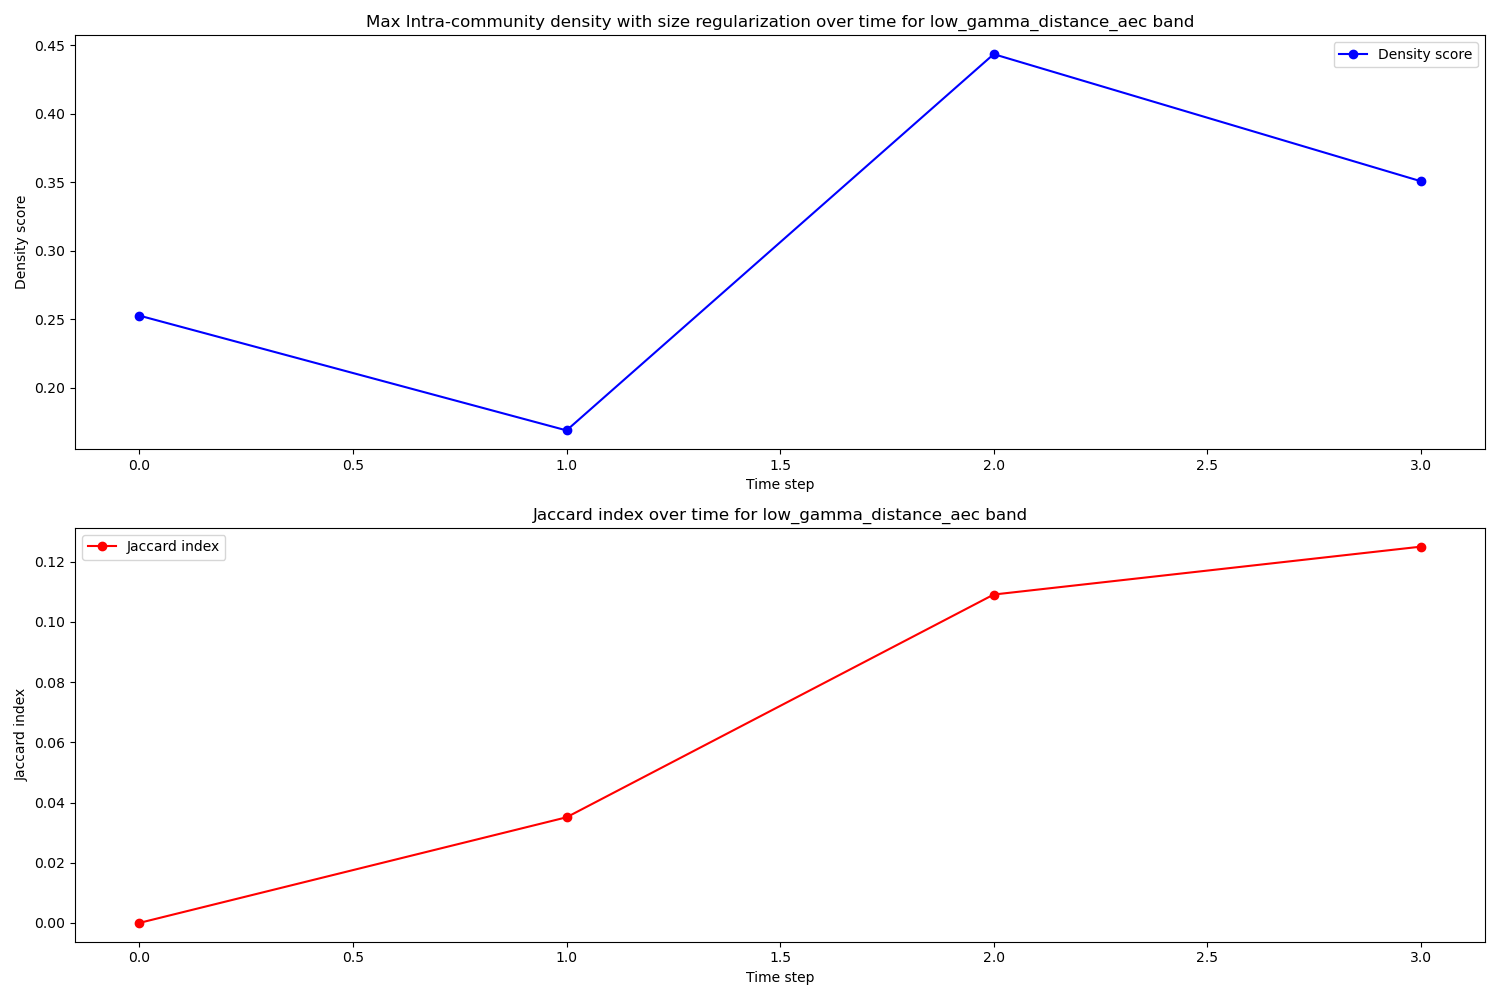 Max Intra-community density with size regularization over time for low_gamma_distance_aec band
Density score
0.45
0.40
0.35
0.30
0.25
0.20
Density score
0.0 0.5 1.0 1.5 2.0 2.5 3.0
Time step
Jaccard index over time for low_gamma_distance_aec band
Jaccard index
0.12
0.10
0.08
0.06
0.04
0.02
0.00
Jaccard index
0.0 0.5 1.0 1.5 2.0 2.5 3.0
Time step